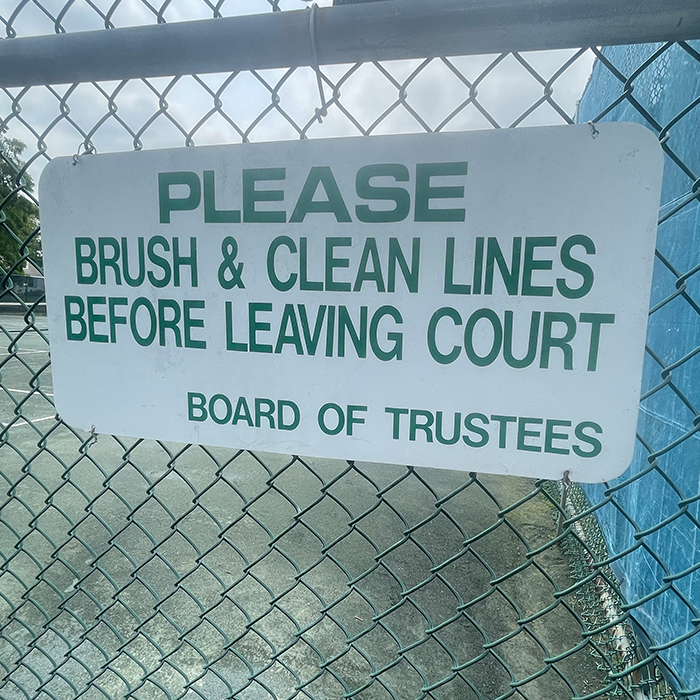 PLEASE
BRUSH & CLEAN LINES
BEFORE LEAVING COURT
BOARD OF TRUSTEES